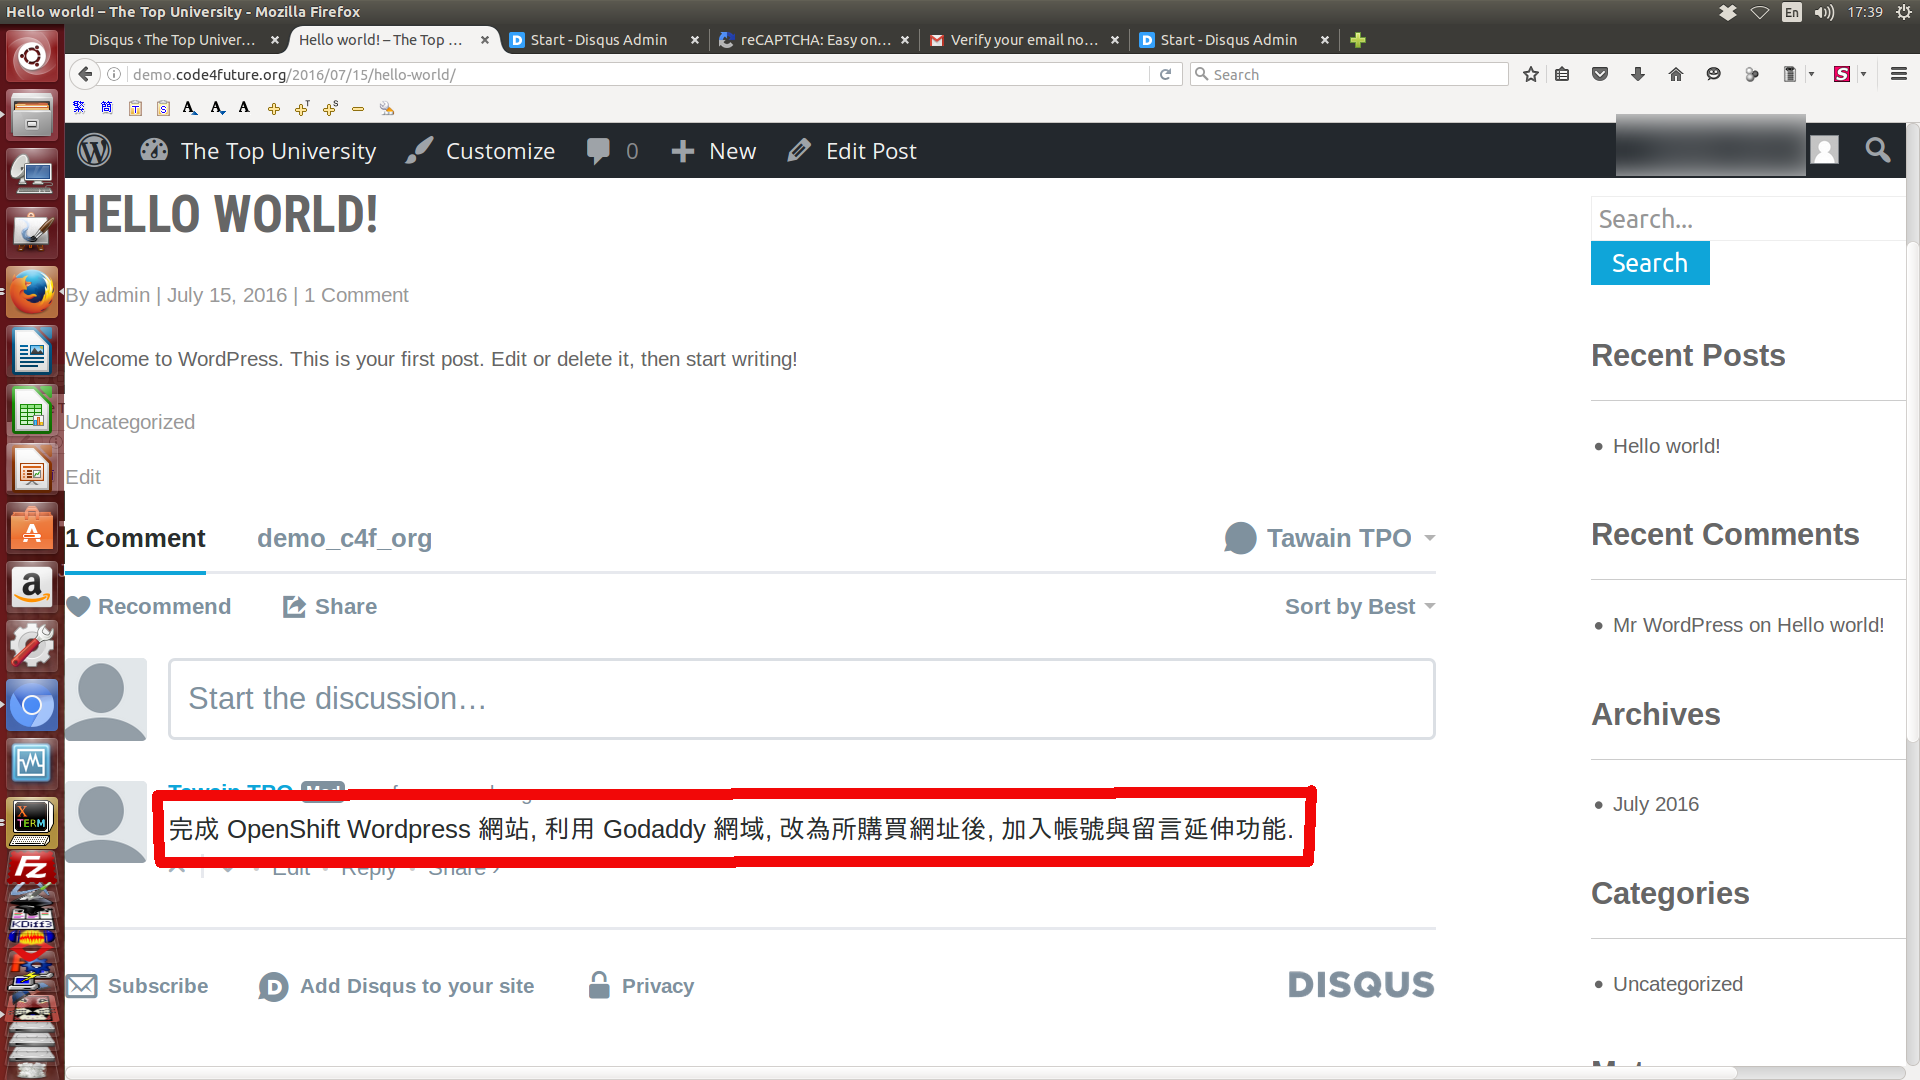 Hello world! – The Top University - Mozilla Firefox
En 17:39
Disqus ‹ The Top Univer... Hello world! – The Top ... Start - Disqus Admin reCAPTCHA: Easy on... Verify your email no... Start - Disqus Admin
demo.code4future.org/2016/07/15/hello-world/ Search
繁 簡
The Top University Customize 0 New Edit Post
HELLO WORLD!
By admin | July 15, 2016 | 1 Comment
Welcome to WordPress. This is your first post. Edit or delete it, then start writing!
Uncategorized
Edit
1 Comment demo_c4f_org Tawain TPO
Recommend Share Sort by Best
Start the discussion…
Tawain TPO
完成 OpenShift Wordpress 網站, 利用 Godaddy 網域, 改為所購買網址後, 加入帳號與留言延伸功能.
Edit Reply Share ›
Subscribe Add Disqus to your site Privacy DISQUS
Search...
Search
Recent Posts
Hello world!
Recent Comments
Mr WordPress on Hello world!
Archives
July 2016
Categories
Uncategorized
X TERM
FZ
KDiff3